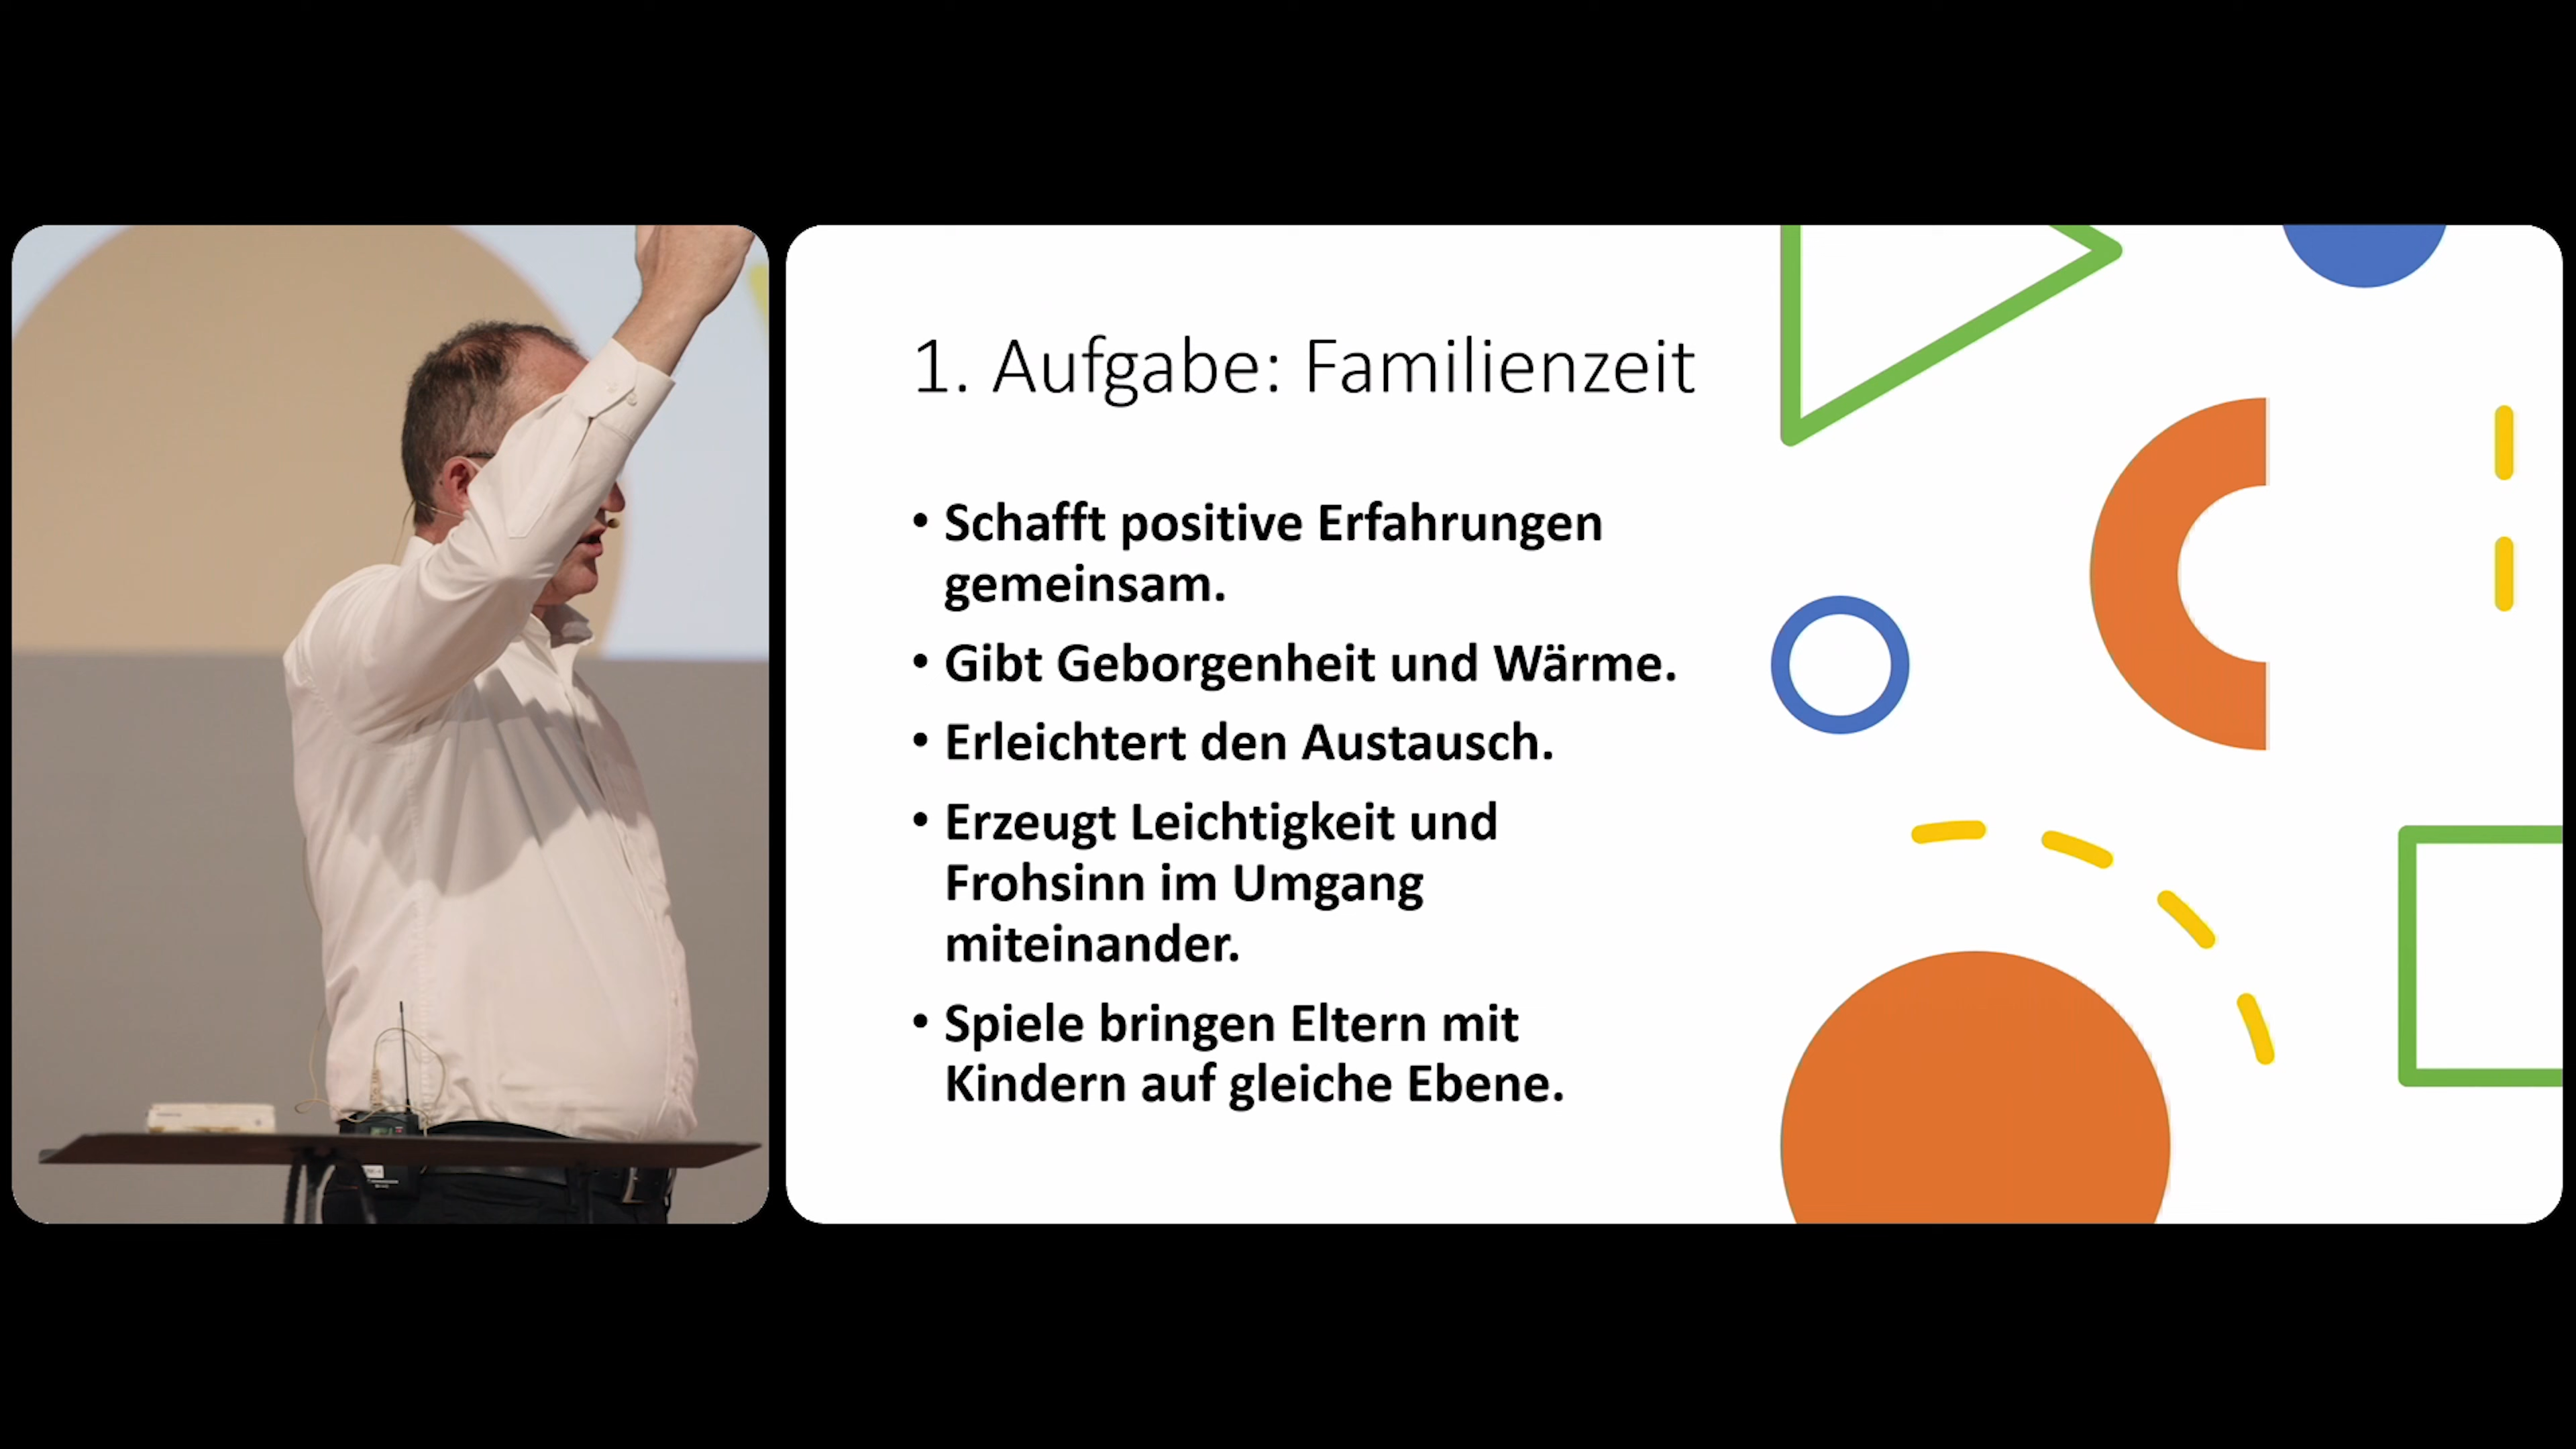 1. Aufgabe: Familienzeit
• Schafft positive Erfahrungen
gemeinsam.
• Gibt Geborgenheit und Wärme.
• Erleichtert den Austausch.
• Erzeugt Leichtigkeit und
Frohsinn im Umgang
miteinander.
• Spiele bringen Eltern mit
Kindern auf gleiche Ebene.